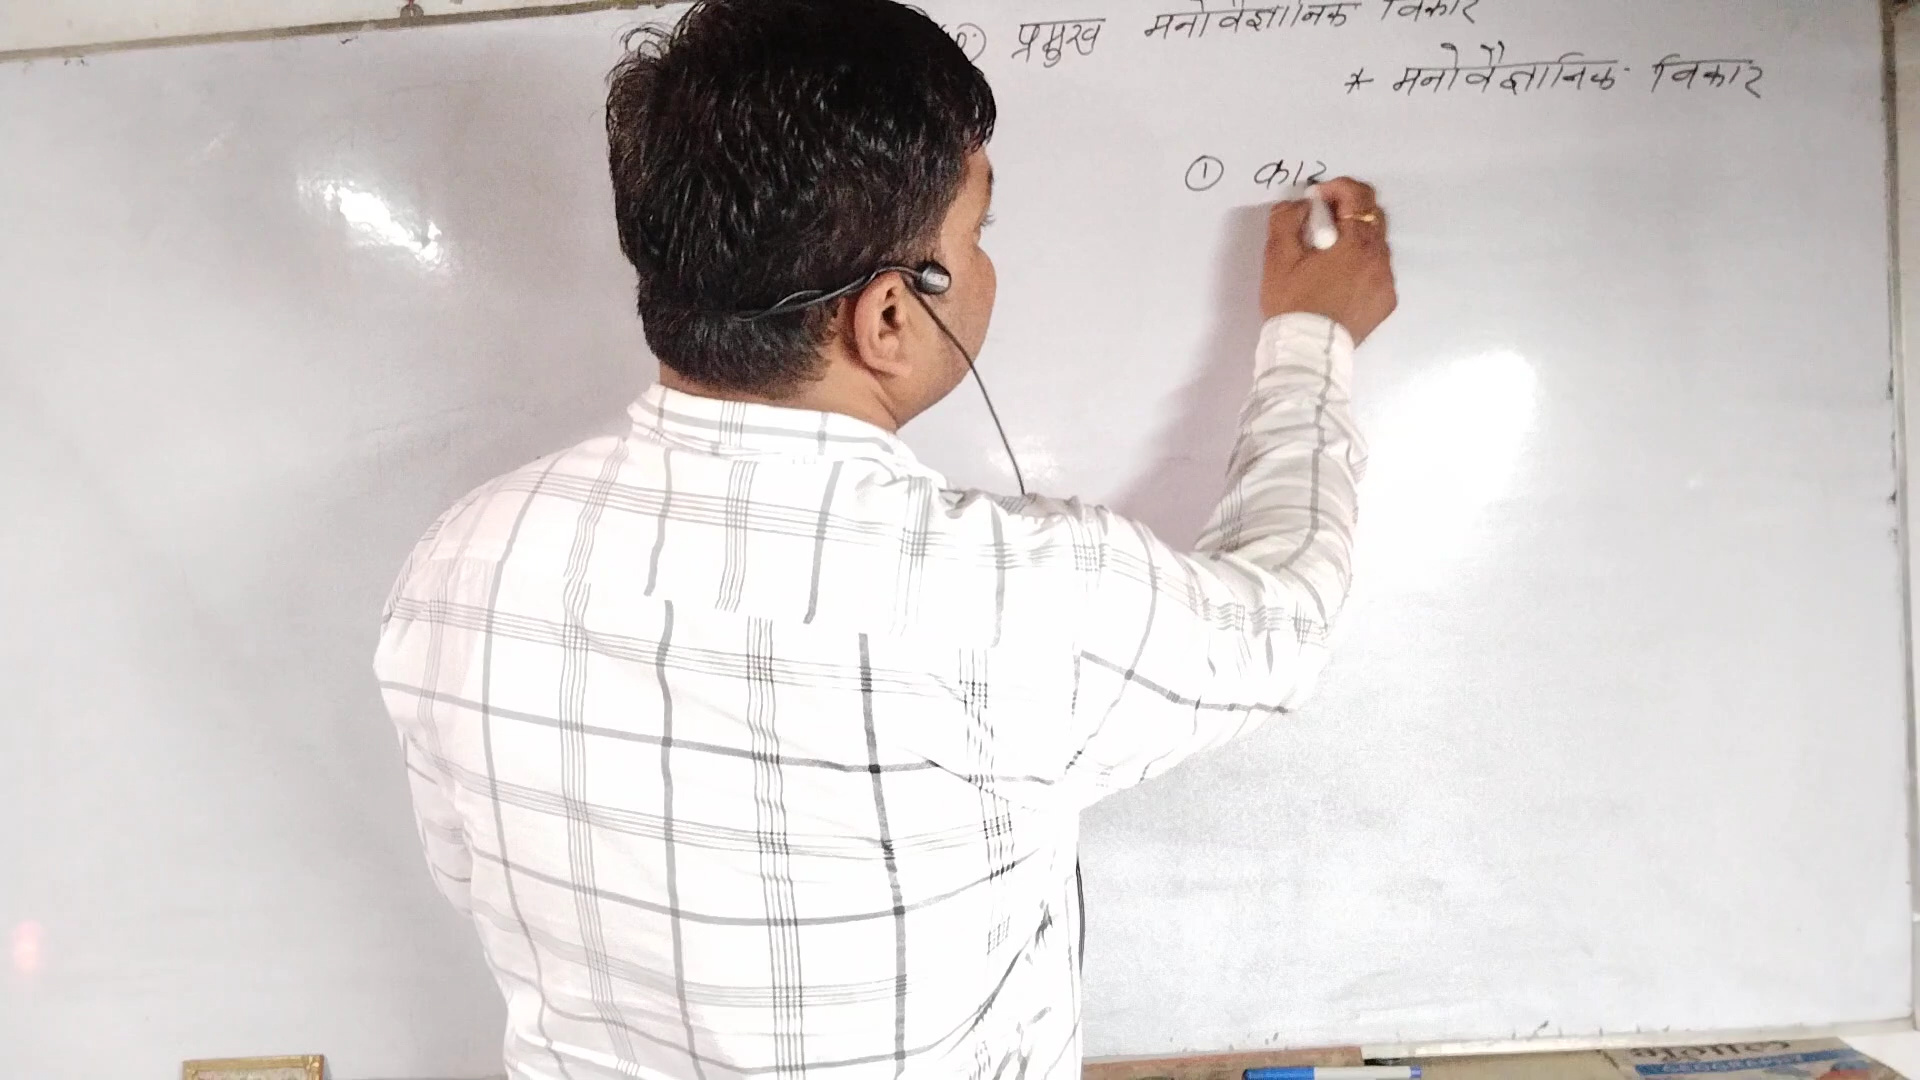 प्रमुख मनोवैज्ञानिक विकार
* मनोवैज्ञानिक विकार
① कार